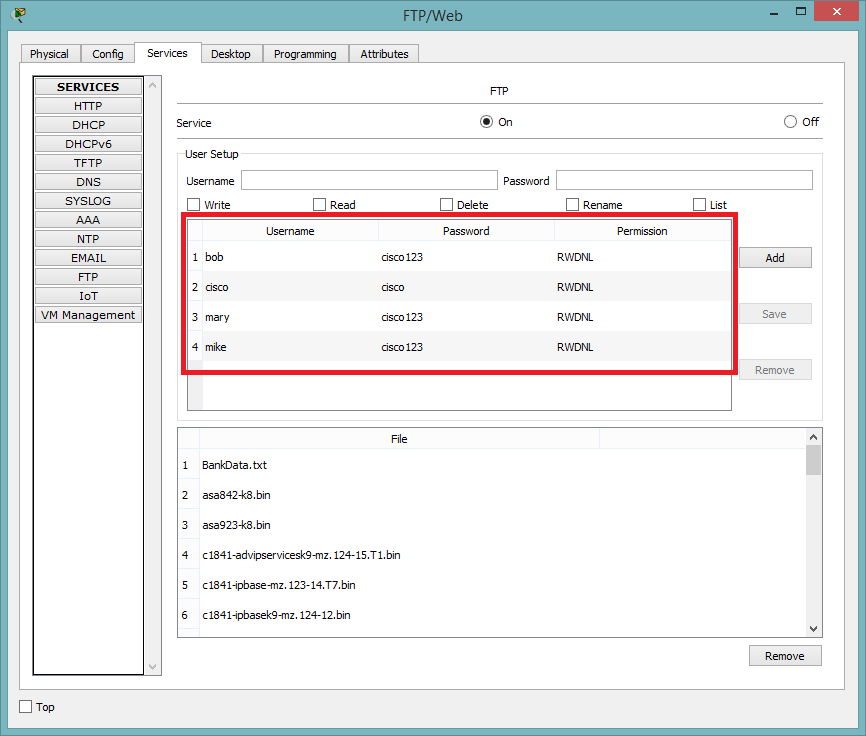 FTP/Web
Physical Config Services Desktop Programming Attributes
SERVICES
HTTP
DHCP
DHCPv6
TFTP
DNS
SYSLOG
AAA
NTP
EMAIL
FTP
IoT
VM Management
FTP
Service On Off
User Setup
Username Password
Write Read Delete Rename List
Username Password Permission
1 bob cisco123 RWDNL
2 cisco cisco RWDNL
3 mary cisco123 RWDNL
4 mike cisco123 RWDNL
Add
Save
Remove
File
1 BankData.txt
2 asa842-k8.bin
3 asa923-k8.bin
4 c1841-advipservicesk9-mz.124-15.T1.bin
5 c1841-ipbase-mz.123-14.T7.bin
6 c1841-ipbasek9-mz.124-12.bin
Remove
Top